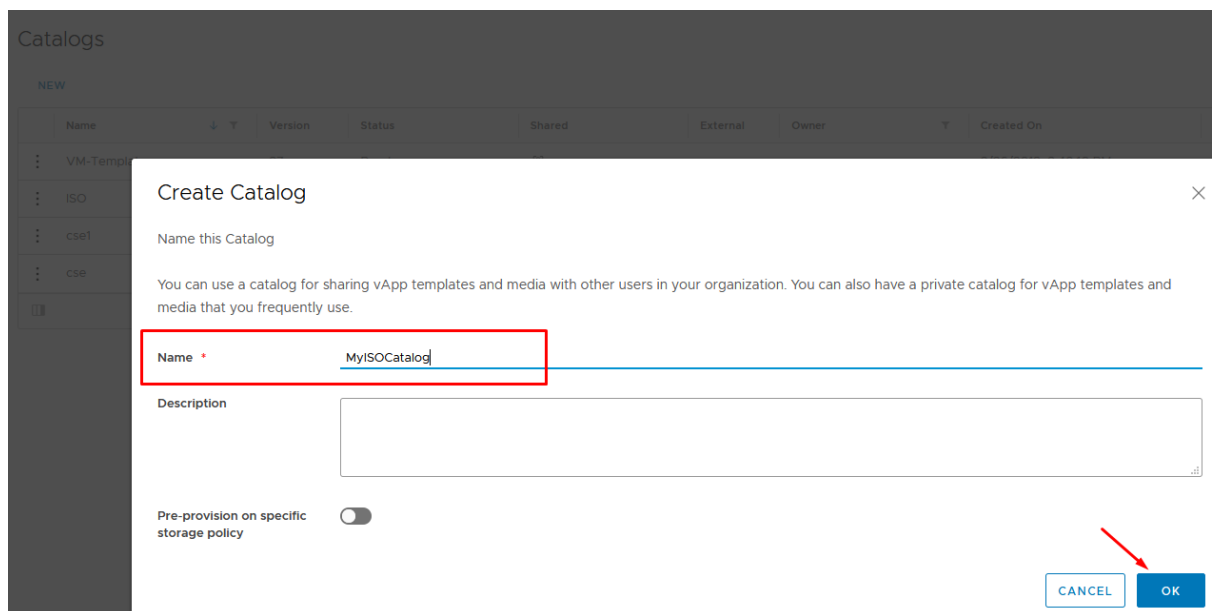 Catalogs
NEW
Name Version Status Shared External Owner Created On
VM-Templa
ISO
cse1
cse
Create Catalog
Name this Catalog
You can use a catalog for sharing vApp templates and media with other users in your organization. You can also have a private catalog for vApp templates and
media that you frequently use.
Name *
MyISOCatalog
Description
Pre-provision on specific
storage policy
CANCEL OK